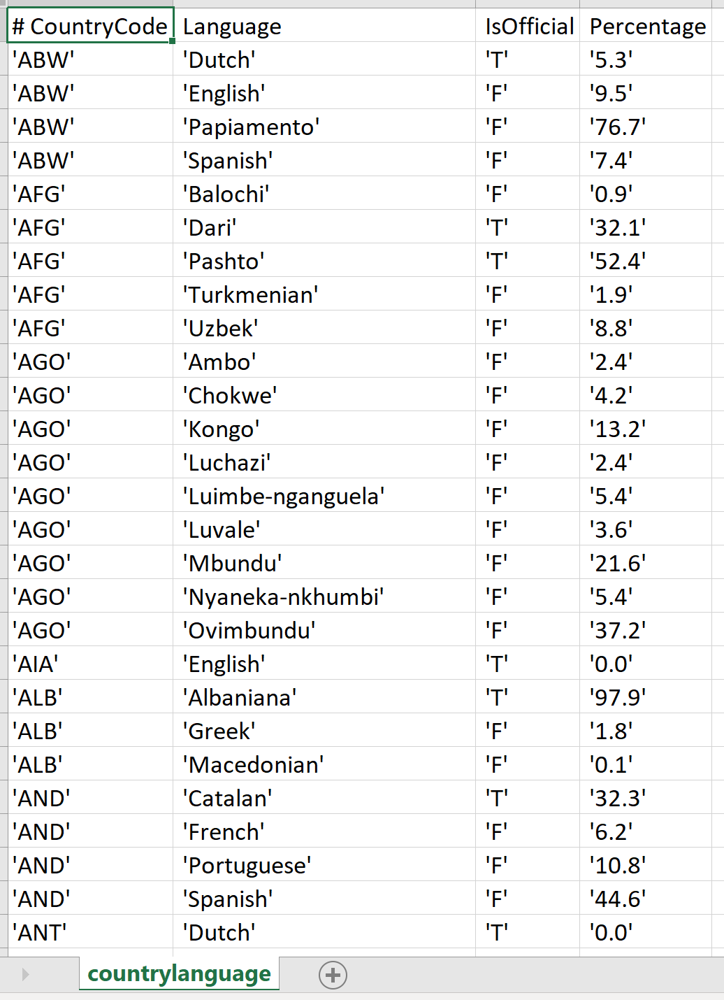 # CountryCode Language IsOfficial Percentage
'ABW' 'Dutch' 'T' '5.3'
'ABW' 'English' 'F' '9.5'
'ABW' 'Papiamento' 'F' '76.7'
'ABW' 'Spanish' 'F' '7.4'
'AFG' 'Balochi' 'F' '0.9'
'AFG' 'Dari' 'T' '32.1'
'AFG' 'Pashto' 'T' '52.4'
'AFG' 'Turkmenian' 'F' '1.9'
'AFG' 'Uzbek' 'F' '8.8'
'AGO' 'Ambo' 'F' '2.4'
'AGO' 'Chokwe' 'F' '4.2'
'AGO' 'Kongo' 'F' '13.2'
'AGO' 'Luchazi' 'F' '2.4'
'AGO' 'Luimbe-nganguela' 'F' '5.4'
'AGO' 'Luvale' 'F' '3.6'
'AGO' 'Mbundu' 'F' '21.6'
'AGO' 'Nyaneka-nkhumbi' 'F' '5.4'
'AGO' 'Ovimbundu' 'F' '37.2'
'AIA' 'English' 'T' '0.0'
'ALB' 'Albaniana' 'T' '97.9'
'ALB' 'Greek' 'F' '1.8'
'ALB' 'Macedonian' 'F' '0.1'
'AND' 'Catalan' 'T' '32.3'
'AND' 'French' 'F' '6.2'
'AND' 'Portuguese' 'F' '10.8'
'AND' 'Spanish' 'F' '44.6'
'ANT' 'Dutch' 'T' '0.0'
countrylanguage